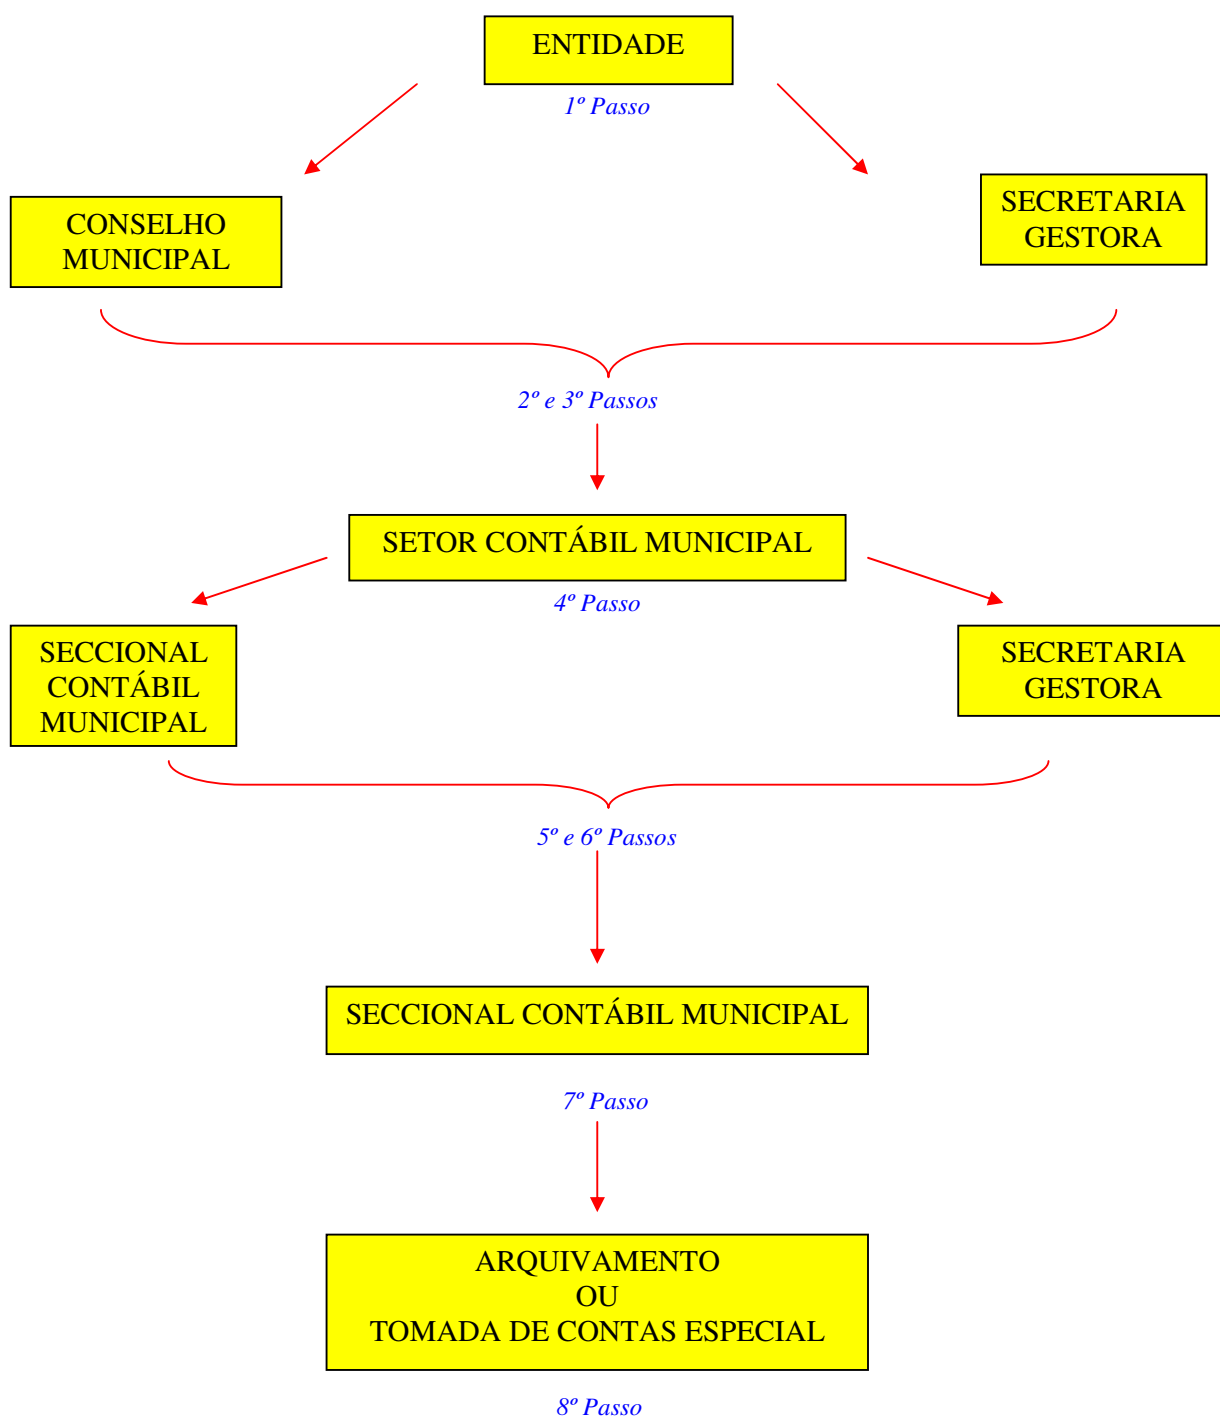 ENTIDADE
1º Passo
CONSELHO
MUNICIPAL
SECRETARIA
GESTORA
2º e 3º Passos
SETOR CONTÁBIL MUNICIPAL
4º Passo
SECCIONAL
CONTÁBIL
MUNICIPAL
SECRETARIA
GESTORA
5º e 6º Passos
SECCIONAL CONTÁBIL MUNICIPAL
7º Passo
ARQUIVAMENTO
OU
TOMADA DE CONTAS ESPECIAL
8º Passo